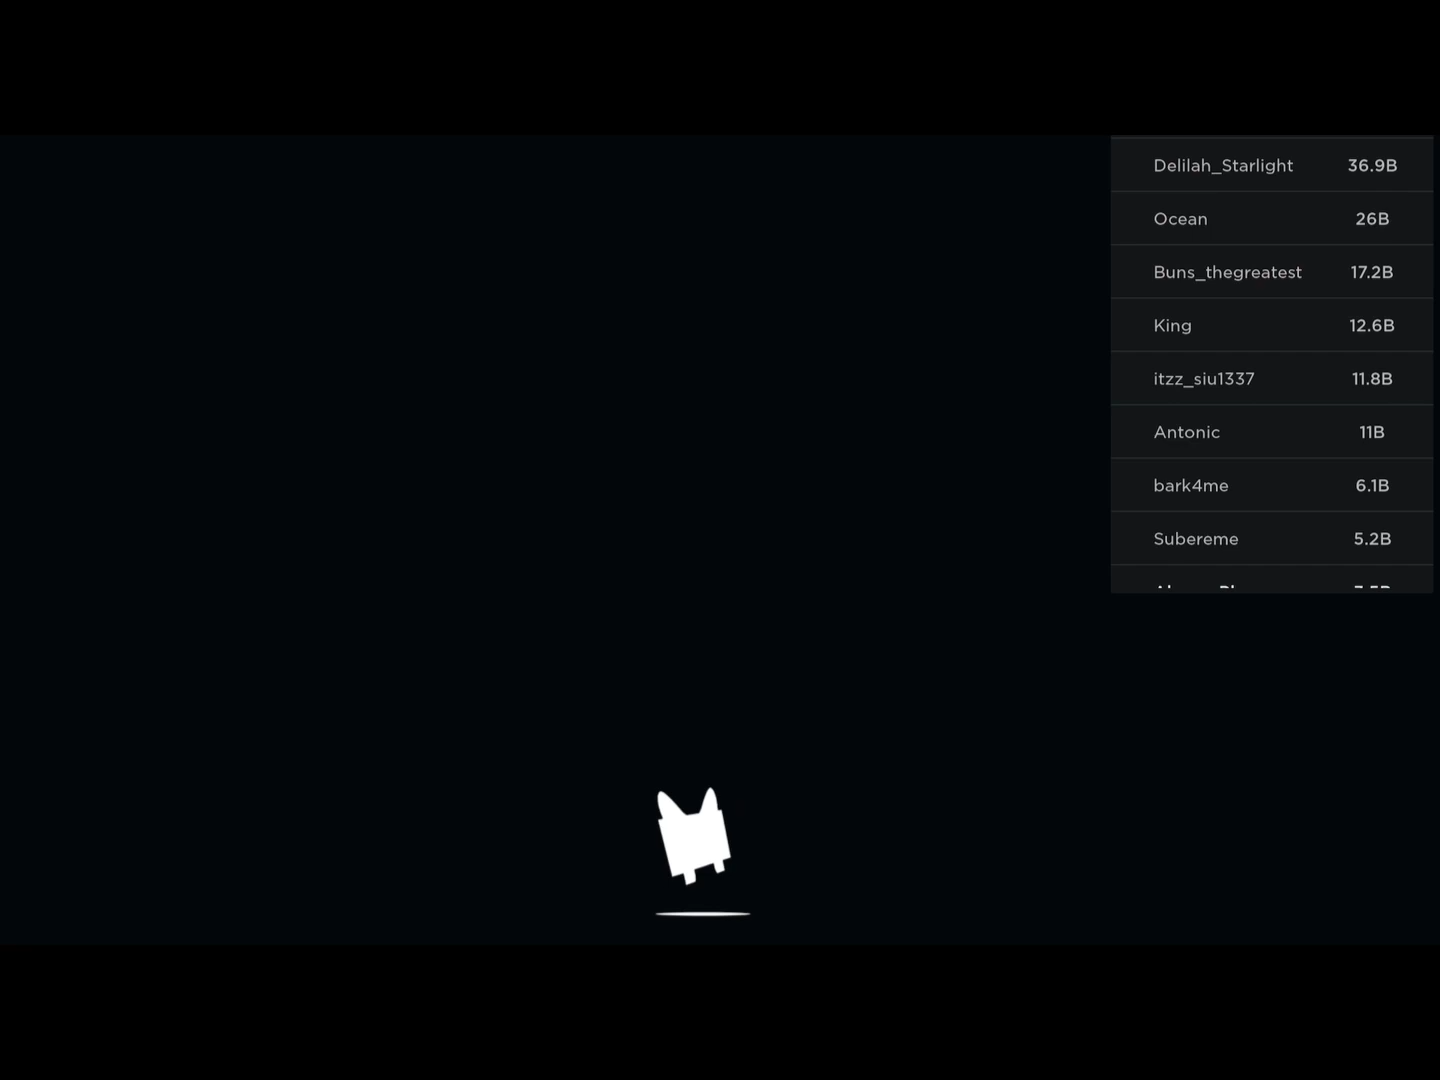 Delilah_Starlight 36.9B
Ocean 26B
Buns_thegreatest 17.2B
King 12.6B
itzz_siu1337 11.8B
Antonic 11B
bark4me 6.1B
Subereme 5.2B